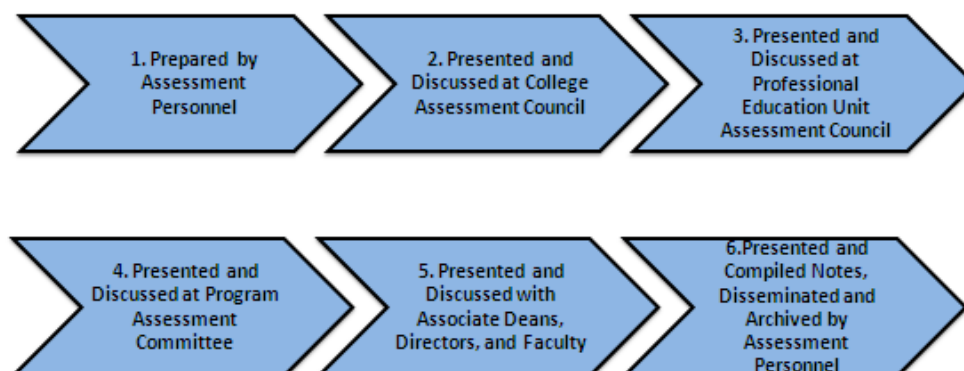 1. Prepared by
Assessment
Personnel
2. Presented and
Discussed at College
Assessment Council
3. Presented and
Discussed at
Professional
Education Unit
Assessment Council
4. Presented and
Discussed at Program
Assessment
Committee
5. Presented and
Discussed with
Associate Deans,
Directors, and Faculty
6.Presented and
Compiled Notes,
Disseminated and
Archived by
Assessment
Personnel